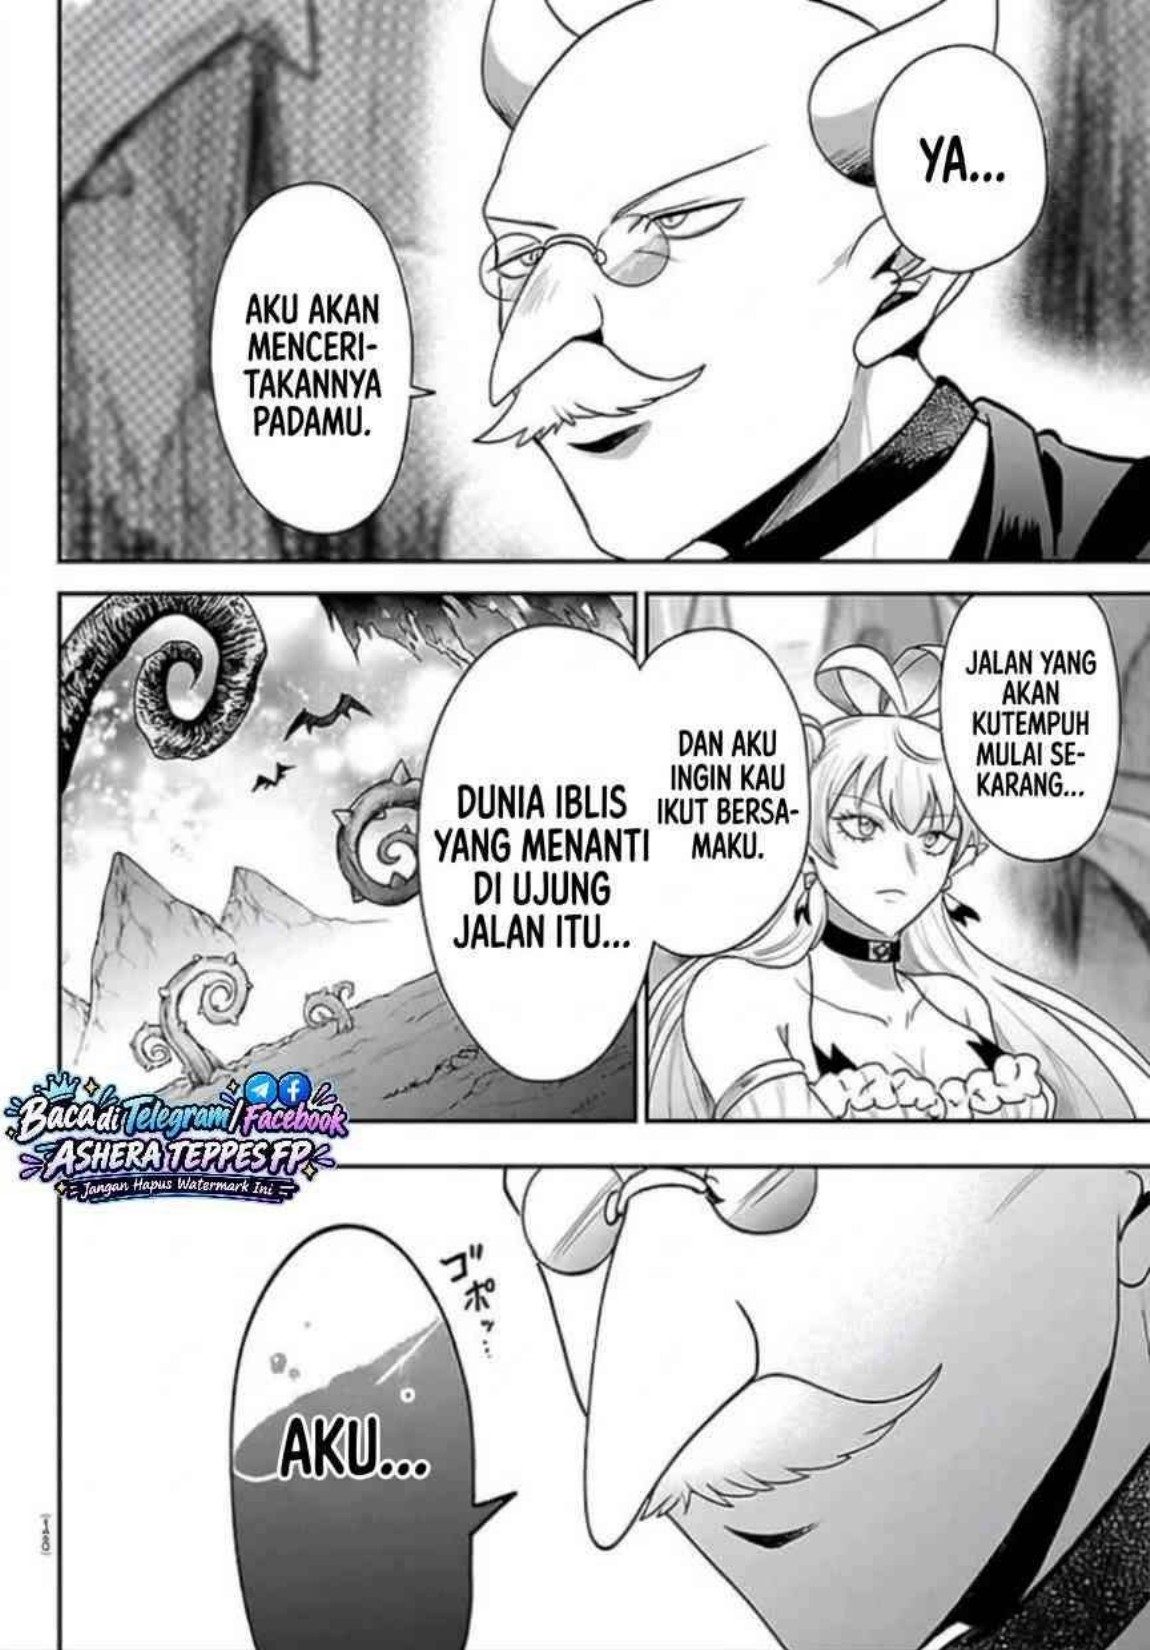 YA...
AKU AKAN
MENCERI-
TAKANNYA
PADAMU.
JALAN YANG
AKAN
KUTEMPUH
MULAI SE-
KARANG...
DAN AKU
INGIN KAU
IKUT BERSA-
MAKU.
DUNIA IBLIS
YANG MENANTI
DI UJUNG
JALAN ITU...
Baca di Telegram/Facebook
ASHERA TEPPES FP
Jangan Hapus Watermark Ini
ゴポッ…
AKU...